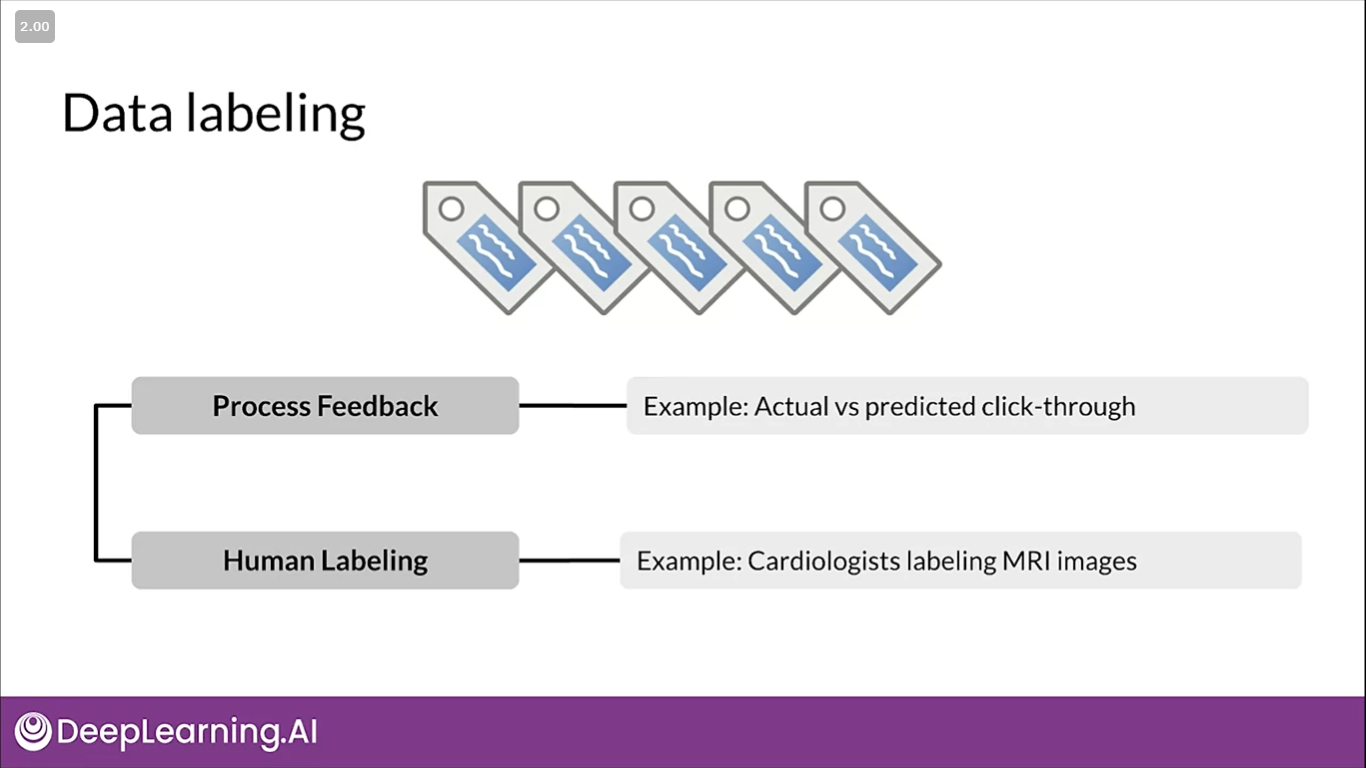 2.00
Data labeling
Process Feedback
Example: Actual vs predicted click-through
Human Labeling
Example: Cardiologists labeling MRI images
DeepLearning.AI